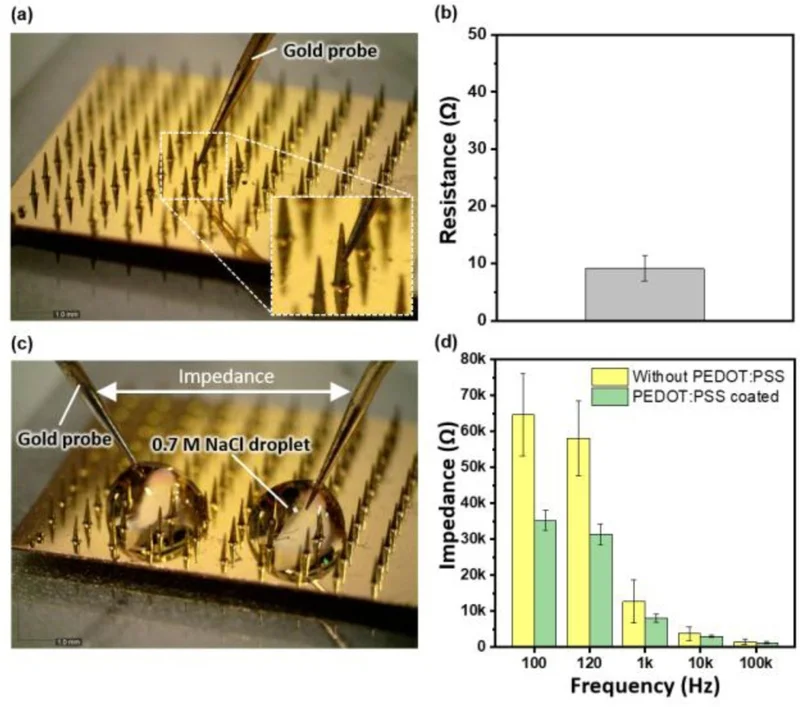 (a)
Gold probe
1.0 mm
(b)
Resistance (Ω)
50
40
30
20
10
0
(c)
Impedance
Gold probe
0.7 M NaCl droplet
1.0 mm
(d)
Impedance (Ω)
80k
70k
60k
50k
40k
30k
20k
10k
0
Without PEDOT:PSS
PEDOT:PSS coated
100 120 1k 10k 100k
Frequency (Hz)